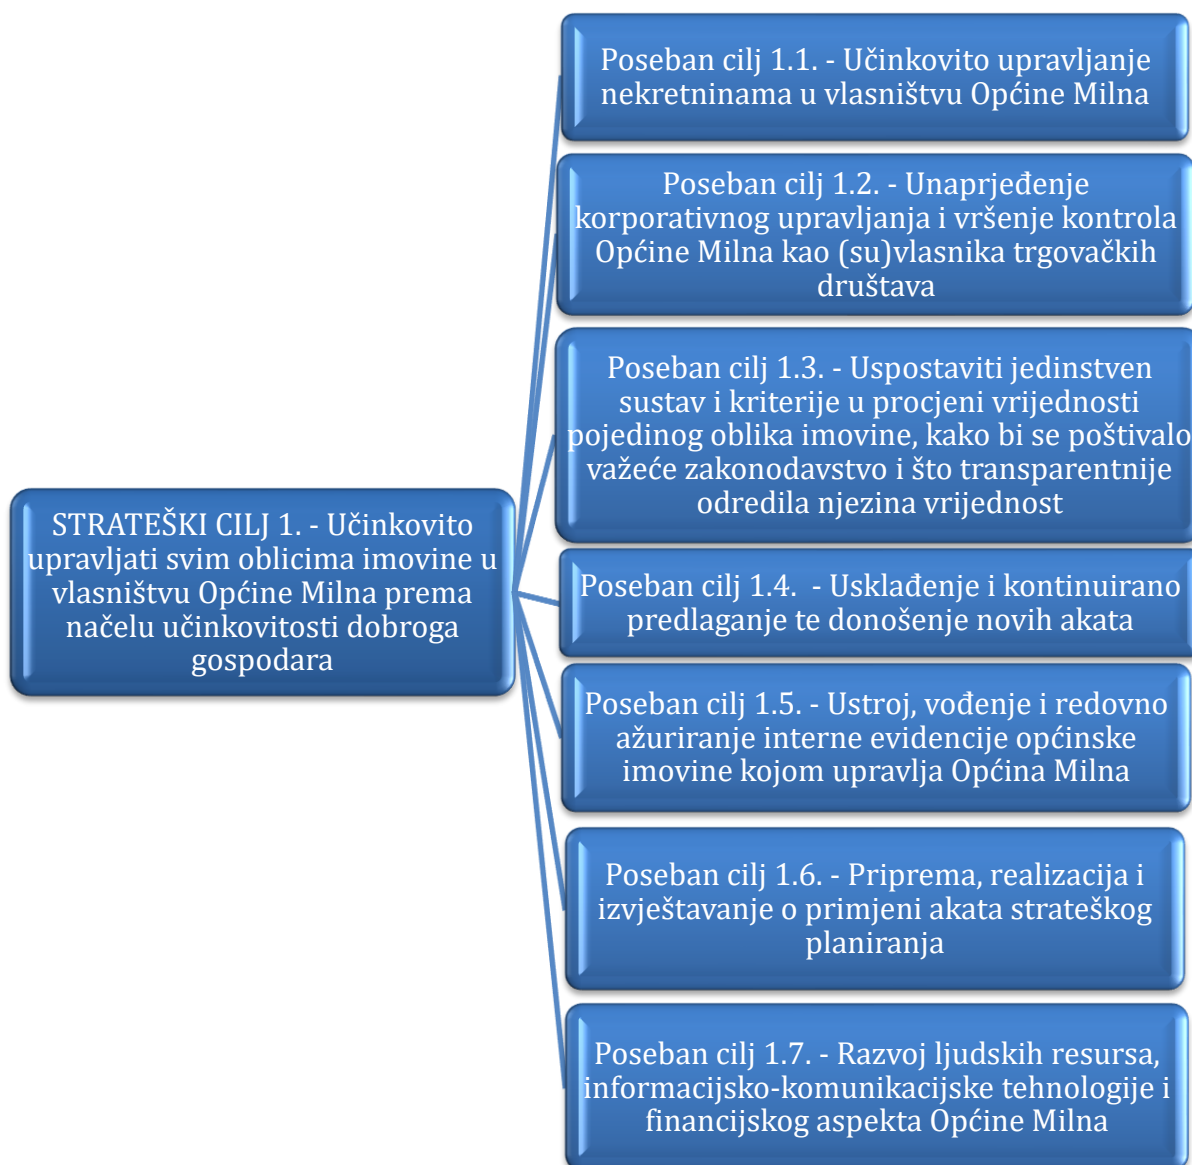 STRATEŠKI CILJ 1. - Učinkovito
upravljati svim oblicima imovine u
vlasništvu Općine Milna prema
načelu učinkovitosti dobroga
gospodara
Poseban cilj 1.1. - Učinkovito upravljanje
nekretninama u vlasništvu Općine Milna
Poseban cilj 1.2. - Unaprjeđenje
korporativnog upravljanja i vršenje kontrola
Općine Milna kao (su)vlasnika trgovačkih
društava
Poseban cilj 1.3. - Uspostaviti jedinstven
sustav i kriterije u procjeni vrijednosti
pojedinog oblika imovine, kako bi se poštivalo
važeće zakonodavstvo i što transparentnije
odredila njezina vrijednost
Poseban cilj 1.4.  - Usklađenje i kontinuirano
predlaganje te donošenje novih akata
Poseban cilj 1.5. - Ustroj, vođenje i redovno
ažuriranje interne evidencije općinske
imovine kojom upravlja Općina Milna
Poseban cilj 1.6. - Priprema, realizacija i
izvještavanje o primjeni akata strateškog
planiranja
Poseban cilj 1.7. - Razvoj ljudskih resursa,
informacijsko-komunikacijske tehnologije i
financijskog aspekta Općine Milna